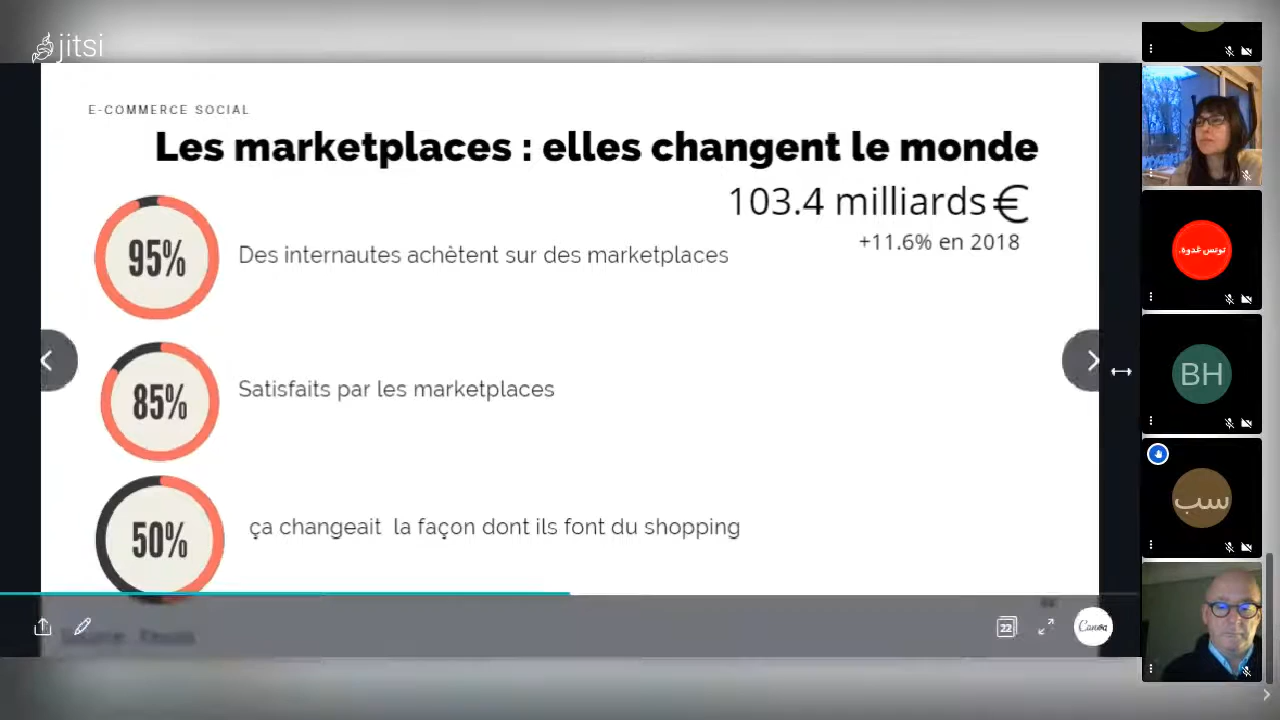 jitsi
E-COMMERCE SOCIAL
Les marketplaces : elles changent le monde
103.4 milliards €
+11.6% en 2018
95%
Des internautes achètent sur des marketplaces
85%
Satisfaits par les marketplaces
50%
ça changeait la façon dont ils font du shopping
22
Canva
تونس غدوة.
BH
سب